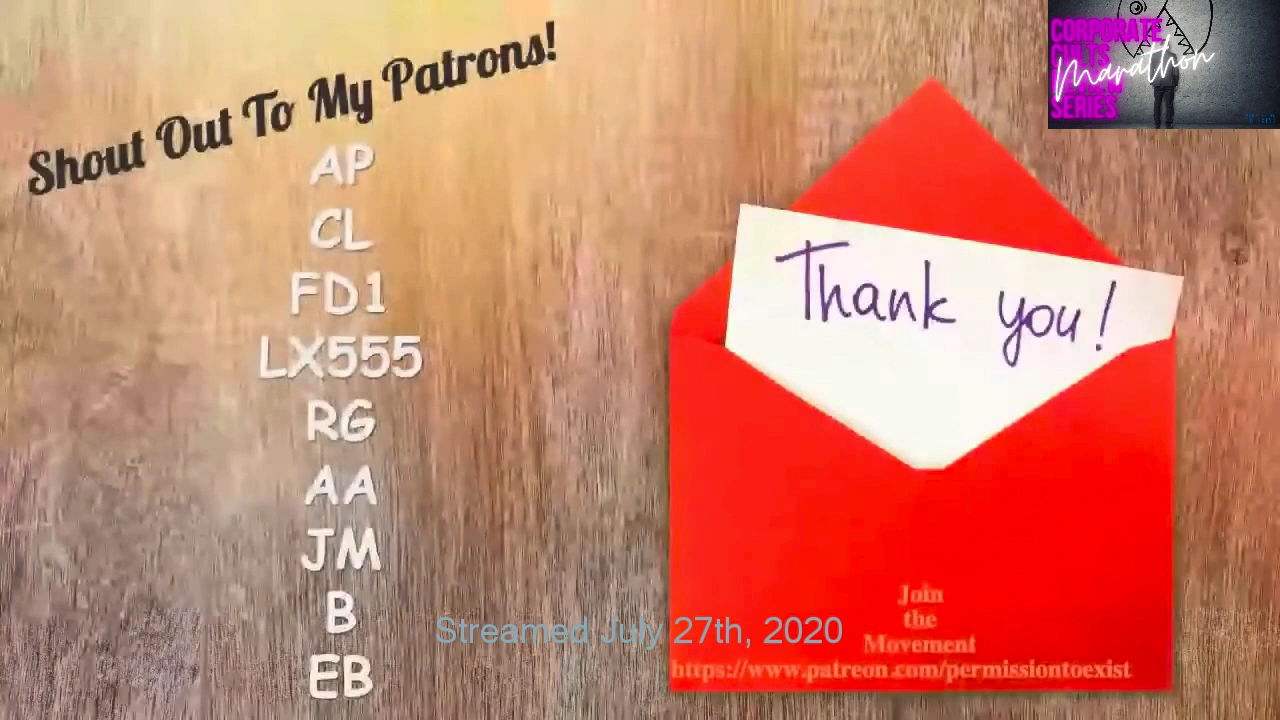 Shout Out To My Patrons!
AP
CL
FD1
LX555
RG
AA
JM
B
EB
Thank you!
Join
the
Movement
https://www.patreon.com/permissiontoexist
Streamed July 27th, 2020
CORPORATE
CULTS
Marathon
SERIES